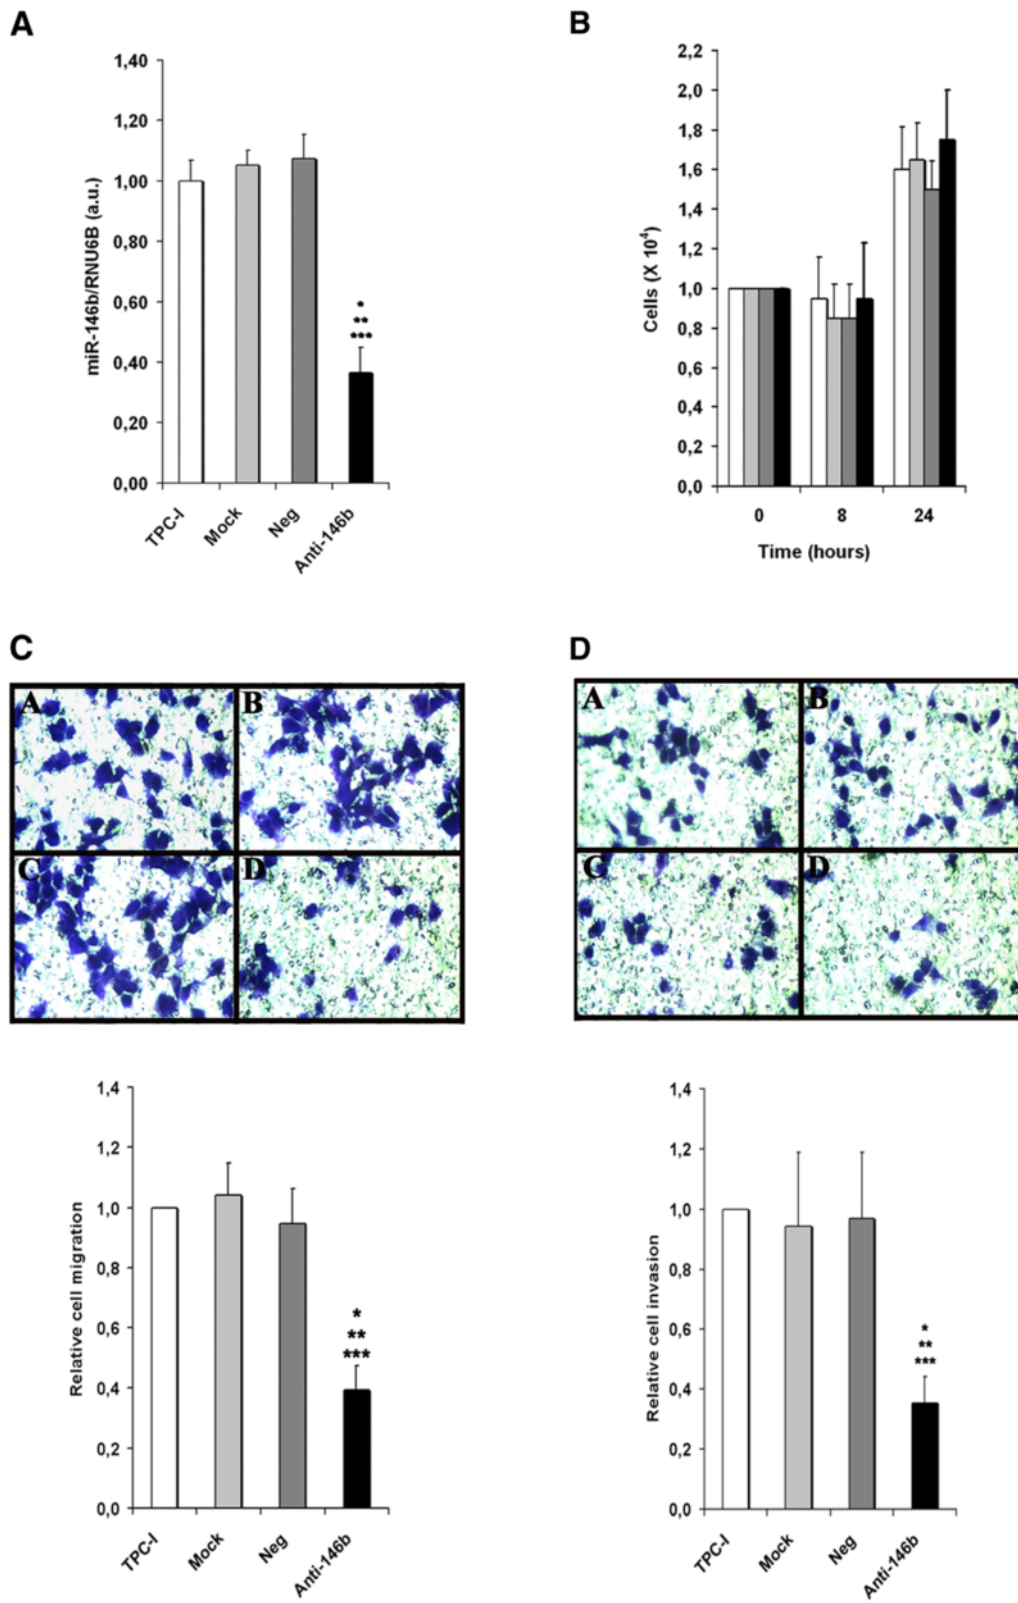 A
1,40
1,20
1,00
0,80
0,60
0,40
0,20
0,00
miR-146b/RNU6B (a.u.)
*
**
***
TPC-I
Mock
Neg
Anti-146b
B
2,2
2,0
1,8
1,6
1,4
1,2
1,0
0,8
0,6
0,4
0,2
0,0
Cells (X 10⁴)
0 8 24
Time (hours)
C
A B
C D
1,4
1,2
1,0
0,8
0,6
0,4
0,2
0,0
Relative cell migration
*
**
***
TPC-I
Mock
Neg
Anti-146b
D
A B
C D
1,4
1,2
1,0
0,8
0,6
0,4
0,2
0,0
Relative cell invasion
*
**
***
TPC-I
Mock
Neg
Anti-146b